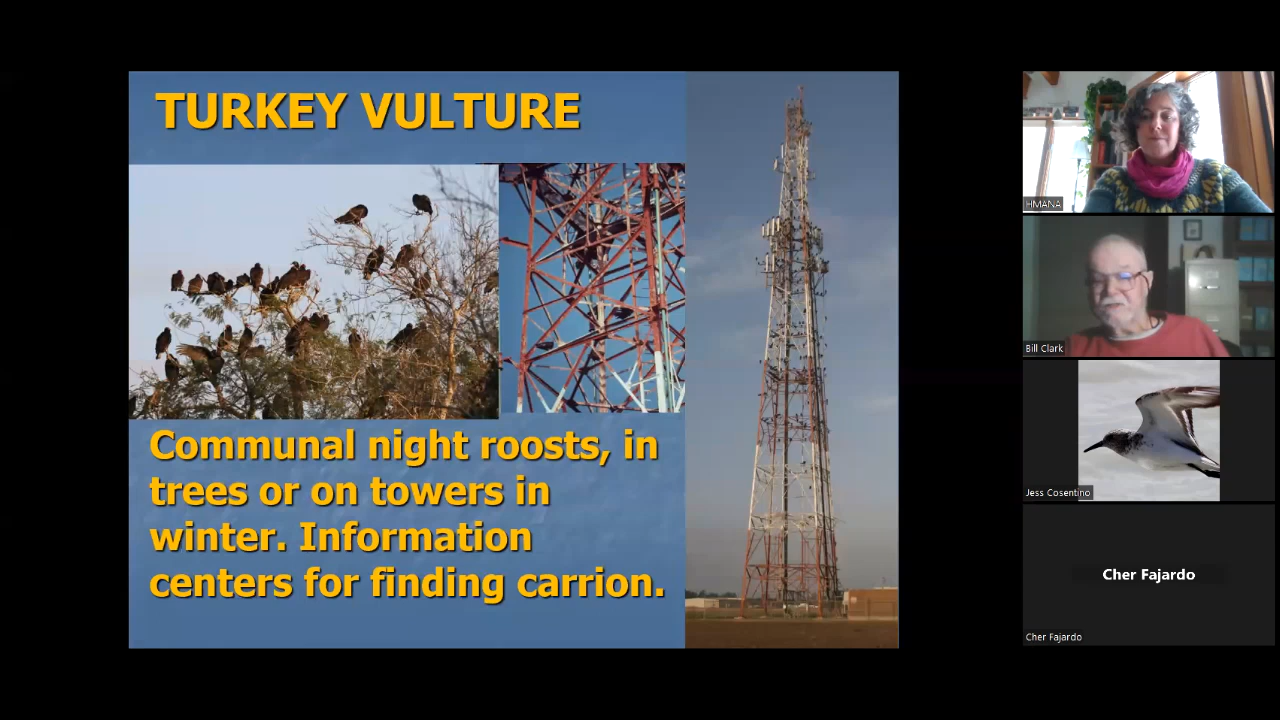 TURKEY VULTURE
Communal night roosts, in
trees or on towers in
winter. Information
centers for finding carrion.
HMANA
Bill Clark
Jess Cosentino
Cher Fajardo
Cher Fajardo